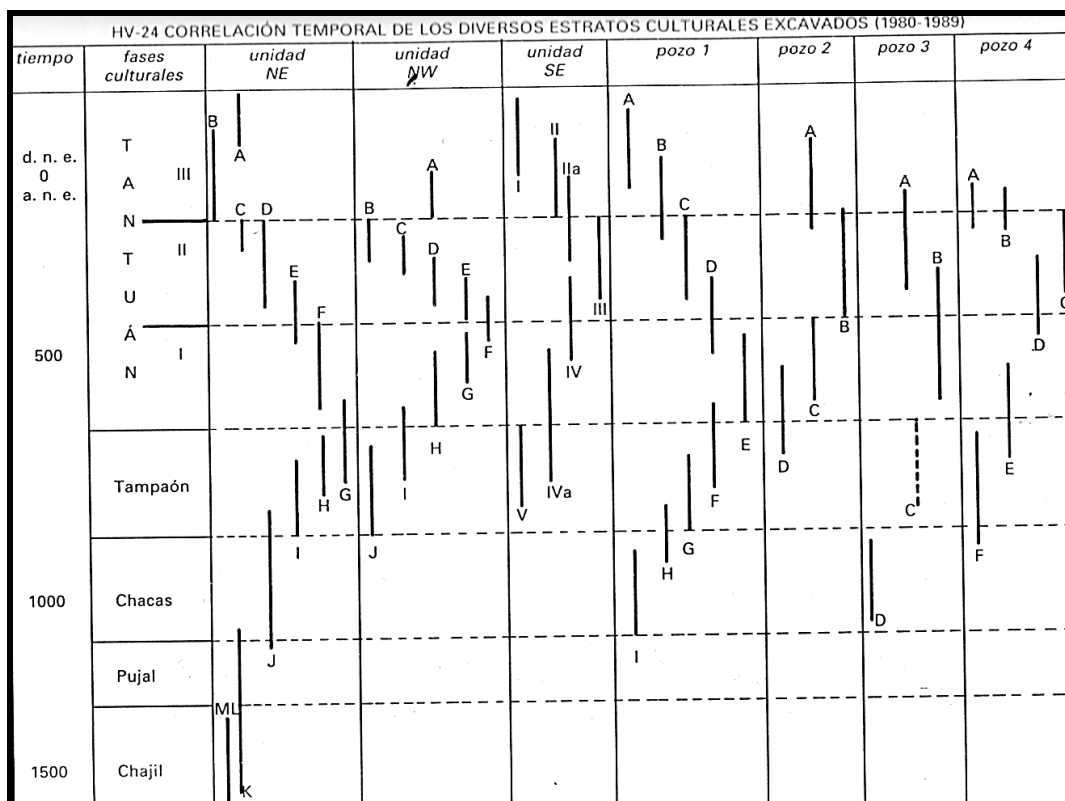 HV-24 CORRELACIÓN TEMPORAL DE LOS DIVERSOS ESTRATOS CULTURALES EXCAVADOS (1980-1989)
tiempo
fases
culturales
unidad
NE
unidad
NW
unidad
SE
pozo 1
pozo 2
pozo 3
pozo 4
d. n. e.
0
a. n. e.
500
1000
1500
T
A
N
T
U
Á
N
III
II
I
Tampaón
Chacas
Pujal
Chajil
B
A
C D
E
F
G
H
I
J
ML
K
A
B
C
D
E
F
G
H
I
J
I
II
IIa
III
IV
IVa
V
A
B
C
D
E
F
G
H
I
A
B
C
D
A
B
C
D
A
B
C
D
E
F